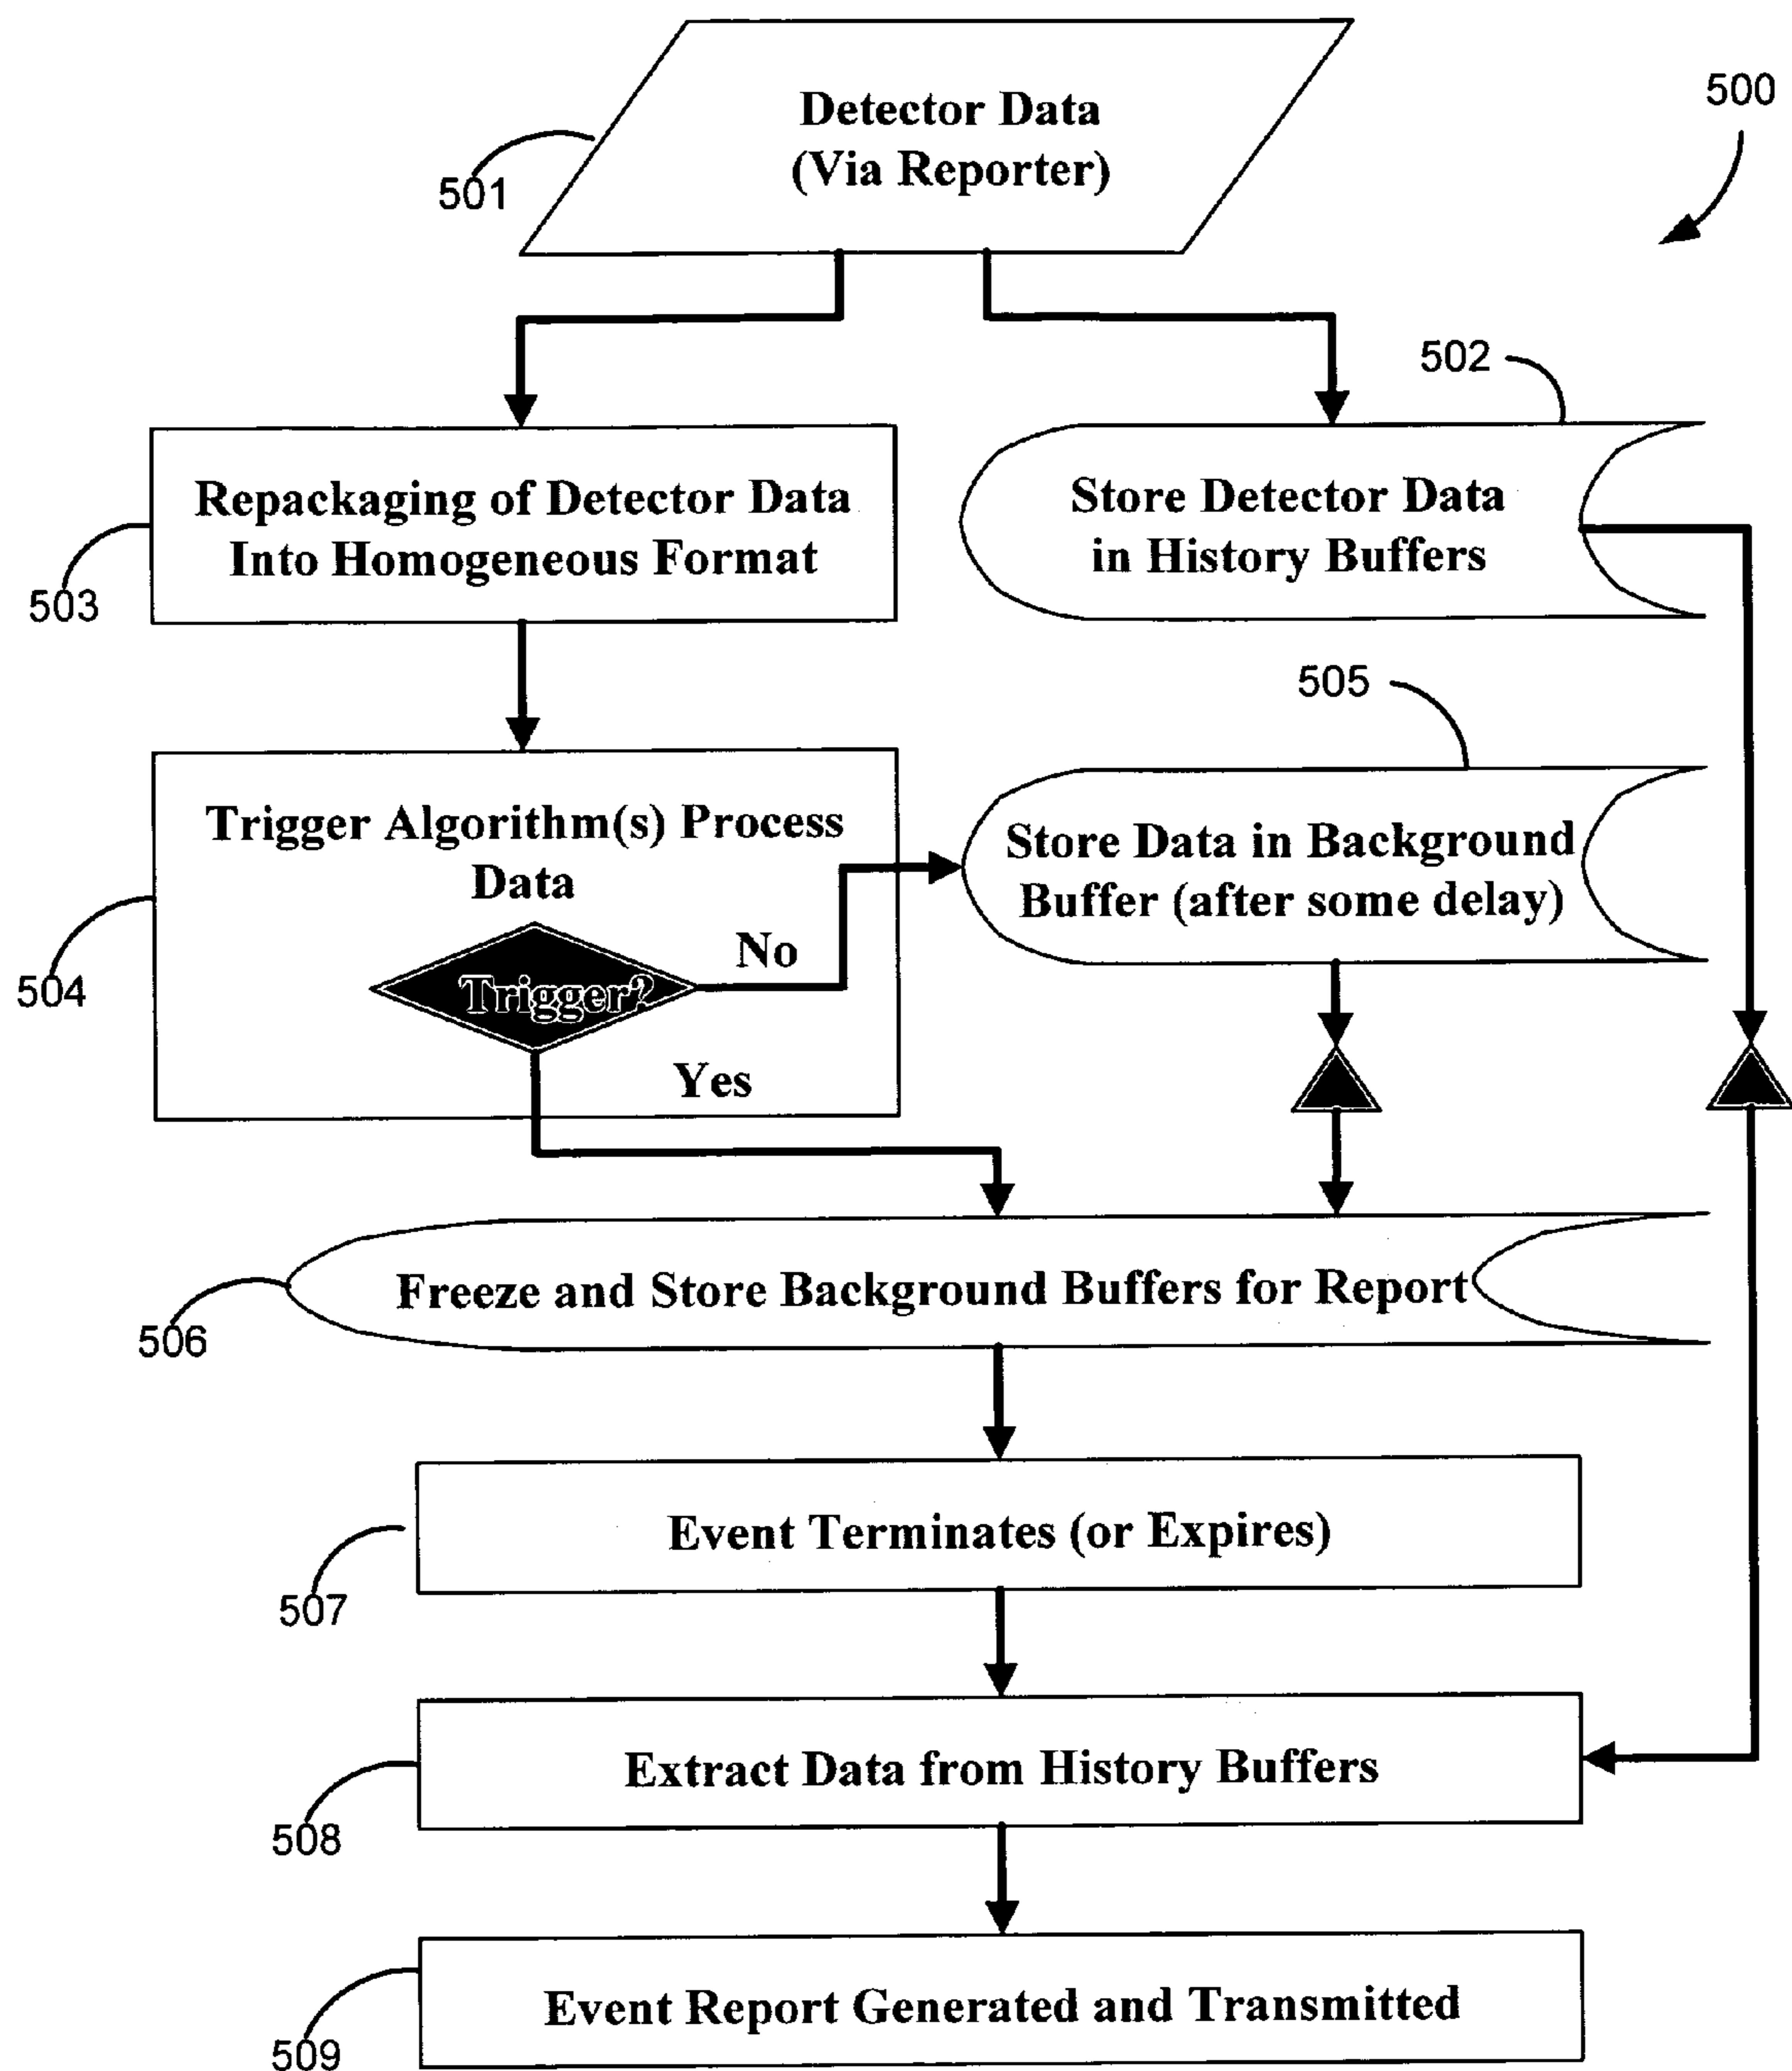 Detector Data
(Via Reporter)
500
501
502
Repackaging of Detector Data
Into Homogeneous Format
503
Store Detector Data
in History Buffers
505
Trigger Algorithm(s) Process
Data
Trigger?
No
Yes
504
Store Data in Background
Buffer (after some delay)
Freeze and Store Background Buffers for Report
506
Event Terminates (or Expires)
507
Extract Data from History Buffers
508
Event Report Generated and Transmitted
509